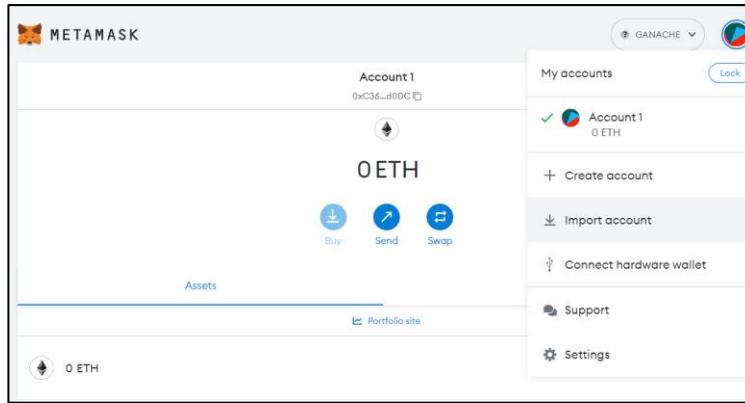 METAMASK
GANACHE
Account 1
0xC36...d0DC
0 ETH
Buy Send Swap
Assets
Portfolio site
0 ETH
My accounts Lock
Account 1
0 ETH
Create account
Import account
Connect hardware wallet
Support
Settings